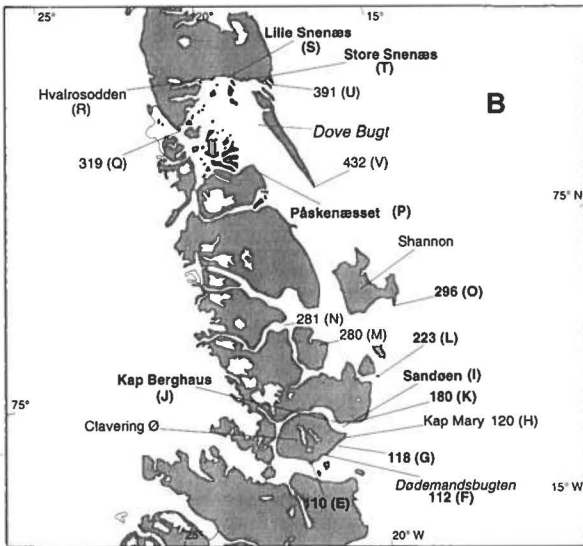 25°
20°
15°
Lille Snenæs
(S)
Store Snenæs
(T)
Hvalrosodden
(R)
391 (U)
B
Dove Bugt
319 (Q)
432 (V)
75° N
Påskenæsset (P)
Shannon
296 (O)
281 (N)
280 (M)
223 (L)
Kap Berghaus
(J)
Sandøen (I)
180 (K)
75°
Clavering Ø
Kap Mary 120 (H)
118 (G)
Dødemandsbugten
112 (F)
110 (E)
15° W
25°
20° W